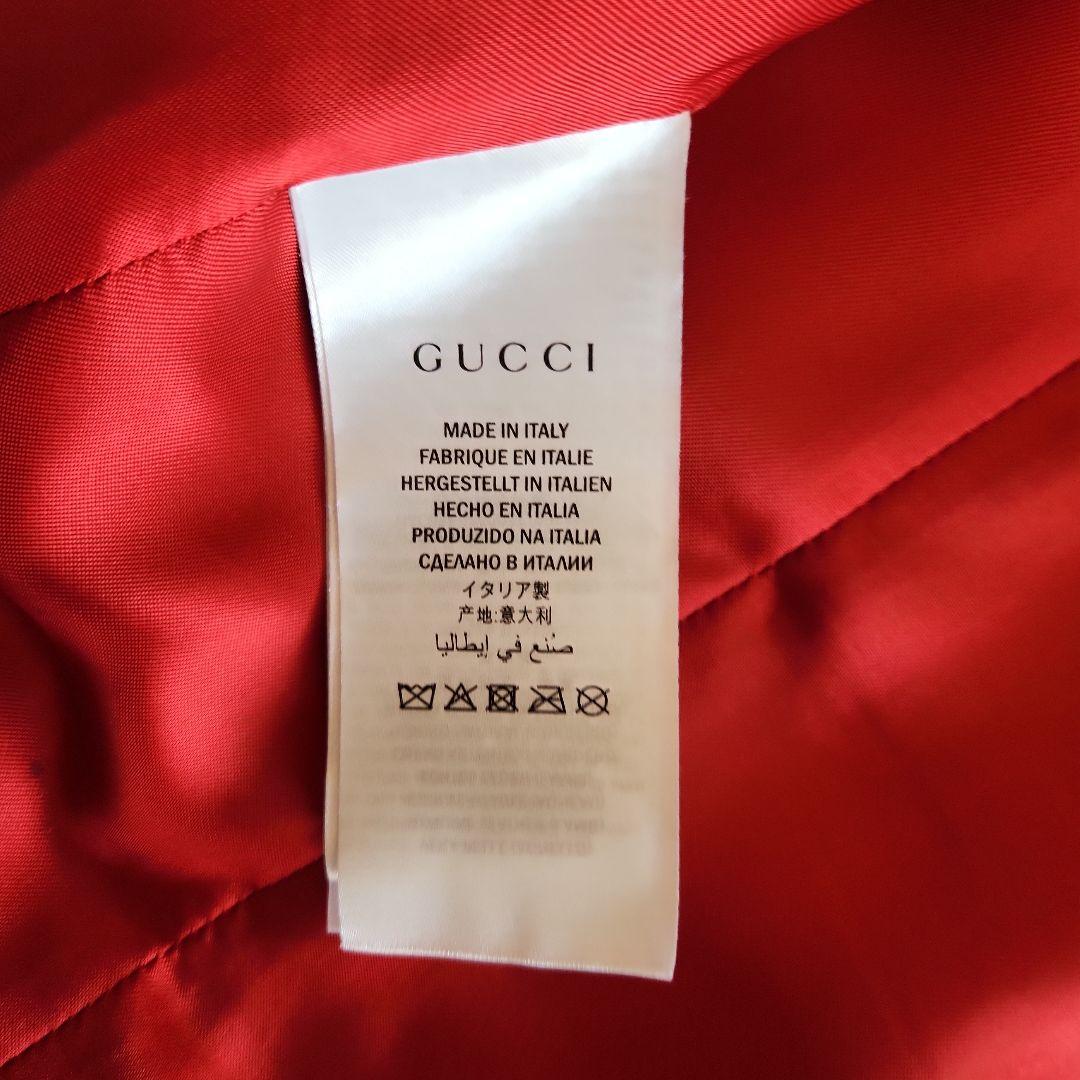 GUCCI
MADE IN ITALY
FABRIQUE EN ITALIE
HERGESTELLT IN ITALIEN
HECHO EN ITALIA
PRODUZIDO NA ITALIA
СДЕЛАНО В ИТАЛИИ
イタリア製
产地:意大利
صُنع في إيطاليا